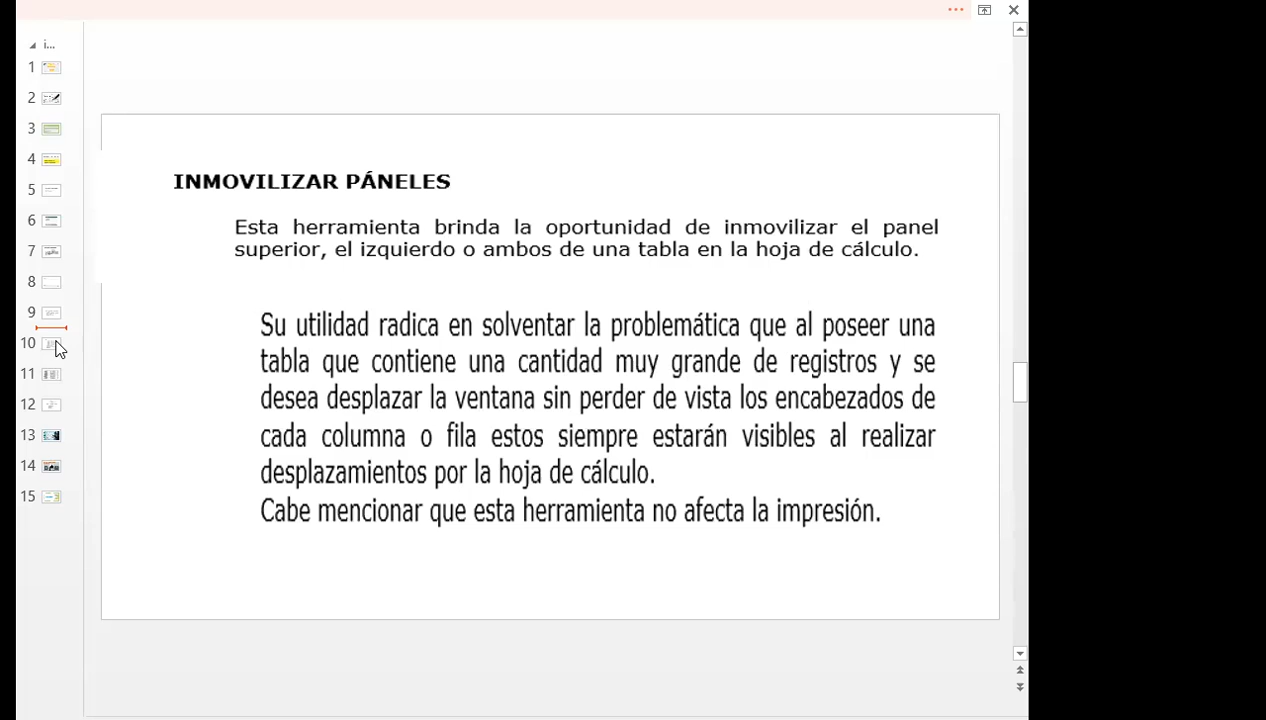 i...
1
2
3
4
5
6
7
8
9
10
11
12
13
14
15
INMOVILIZAR PÁNELES
Esta herramienta brinda la oportunidad de inmovilizar el panel
superior, el izquierdo o ambos de una tabla en la hoja de cálculo.
Su utilidad radica en solventar la problemática que al poseer una
tabla que contiene una cantidad muy grande de registros y se
desea desplazar la ventana sin perder de vista los encabezados de
cada columna o fila estos siempre estarán visibles al realizar
desplazamientos por la hoja de cálculo.
Cabe mencionar que esta herramienta no afecta la impresión.